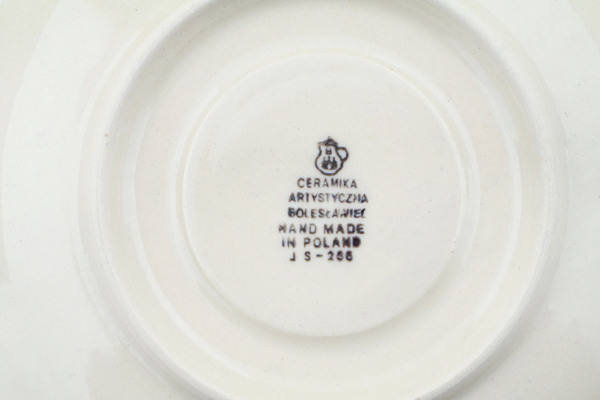 CERAMIKA
ARTYSTYCZNA
BOLESŁAWIEC
HAND MADE
IN POLAND
J S-266